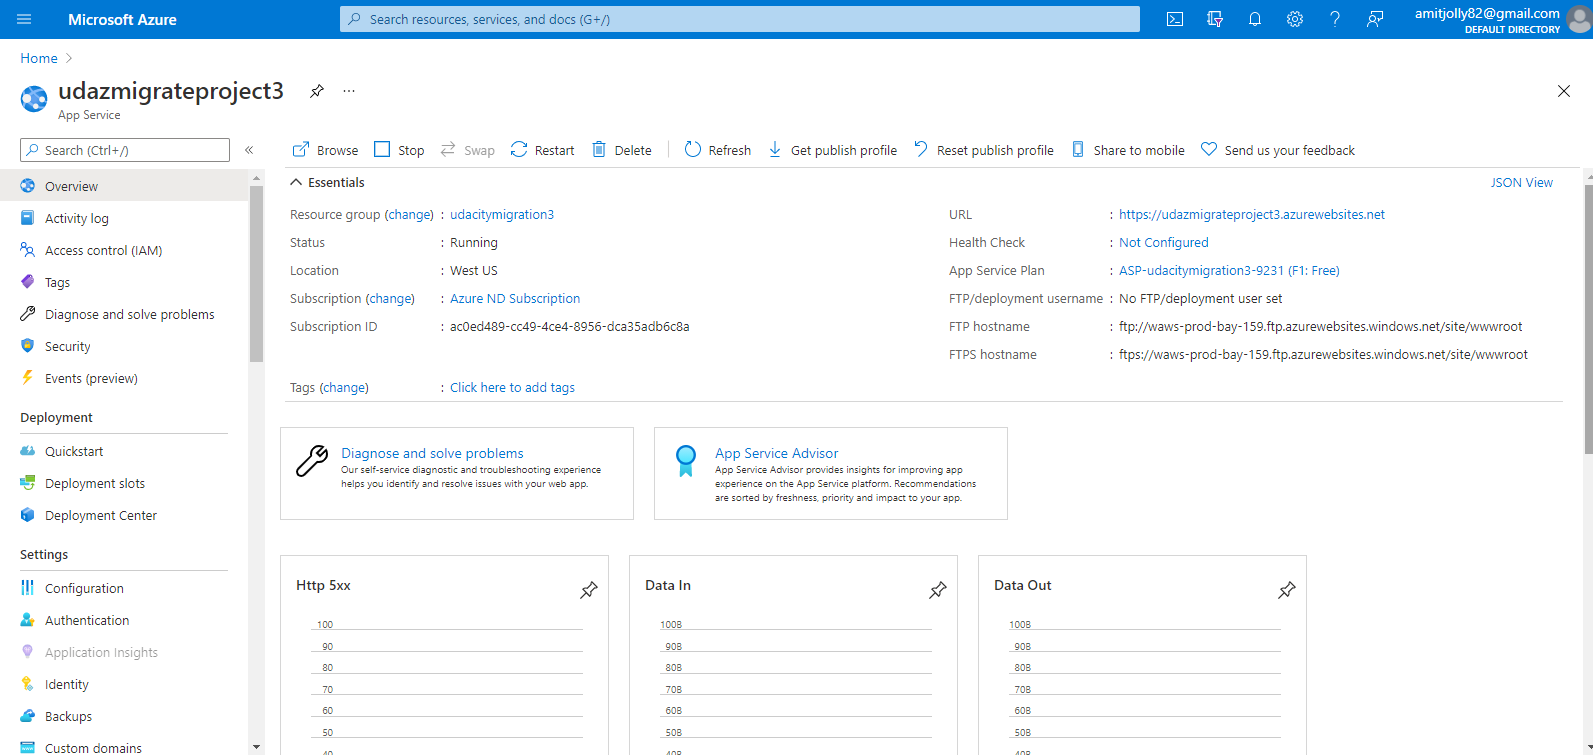 Microsoft Azure
Search resources, services, and docs (G+/)
amitjolly82@gmail.com
DEFAULT DIRECTORY
Home
udazmigrateproject3
App Service
Search (Ctrl+/)
Overview
Activity log
Access control (IAM)
Tags
Diagnose and solve problems
Security
Events (preview)
Deployment
Quickstart
Deployment slots
Deployment Center
Settings
Configuration
Authentication
Application Insights
Identity
Backups
Custom domains
Browse Stop Swap Restart Delete Refresh Get publish profile Reset publish profile Share to mobile Send us your feedback
Essentials
JSON View
Resource group (change) : udacitymigration3
Status : Running
Location : West US
Subscription (change) : Azure ND Subscription
Subscription ID : ac0ed489-cc49-4ce4-8956-dca35adb6c8a
URL : https://udazmigrateproject3.azurewebsites.net
Health Check : Not Configured
App Service Plan : ASP-udacitymigration3-9231 (F1: Free)
FTP/deployment username : No FTP/deployment user set
FTP hostname : ftp://waws-prod-bay-159.ftp.azurewebsites.windows.net/site/wwwroot
FTPS hostname : ftps://waws-prod-bay-159.ftp.azurewebsites.windows.net/site/wwwroot
Tags (change) : Click here to add tags
Diagnose and solve problems
Our self-service diagnostic and troubleshooting experience
helps you identify and resolve issues with your web app.
App Service Advisor
App Service Advisor provides insights for improving app
experience on the App Service platform. Recommendations
are sorted by freshness, priority and impact to your app.
Http 5xx
100
90
80
70
60
50
40
Data In
100B
90B
80B
70B
60B
50B
40B
Data Out
100B
90B
80B
70B
60B
50B
40B